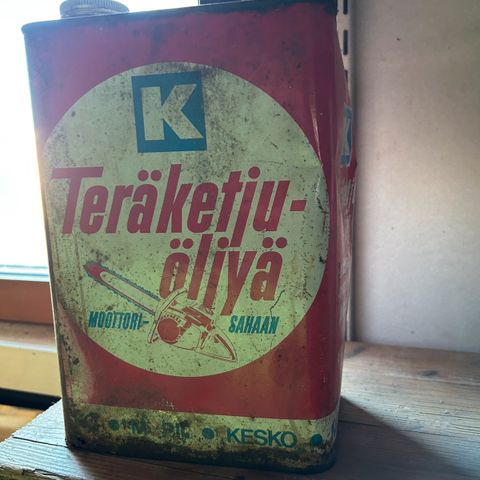 K
Teräketju-
öljyä
MOOTTORI- SAHAAN
KESKO